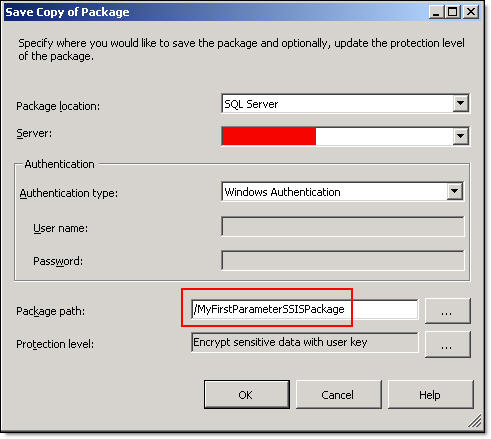 Save Copy of Package
Specify where you would like to save the package and optionally, update the protection level
of the package.
Package location:
SQL Server
Server:
Authentication
Authentication type:
Windows Authentication
User name:
Password:
Package path:
/MyFirstParameterSSISPackage
...
Protection level:
Encrypt sensitive data with user key
...
OK
Cancel
Help